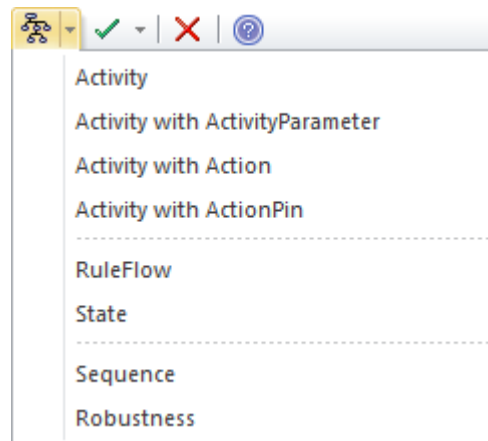 Activity
Activity with ActivityParameter
Activity with Action
Activity with ActionPin
RuleFlow
State
Sequence
Robustness